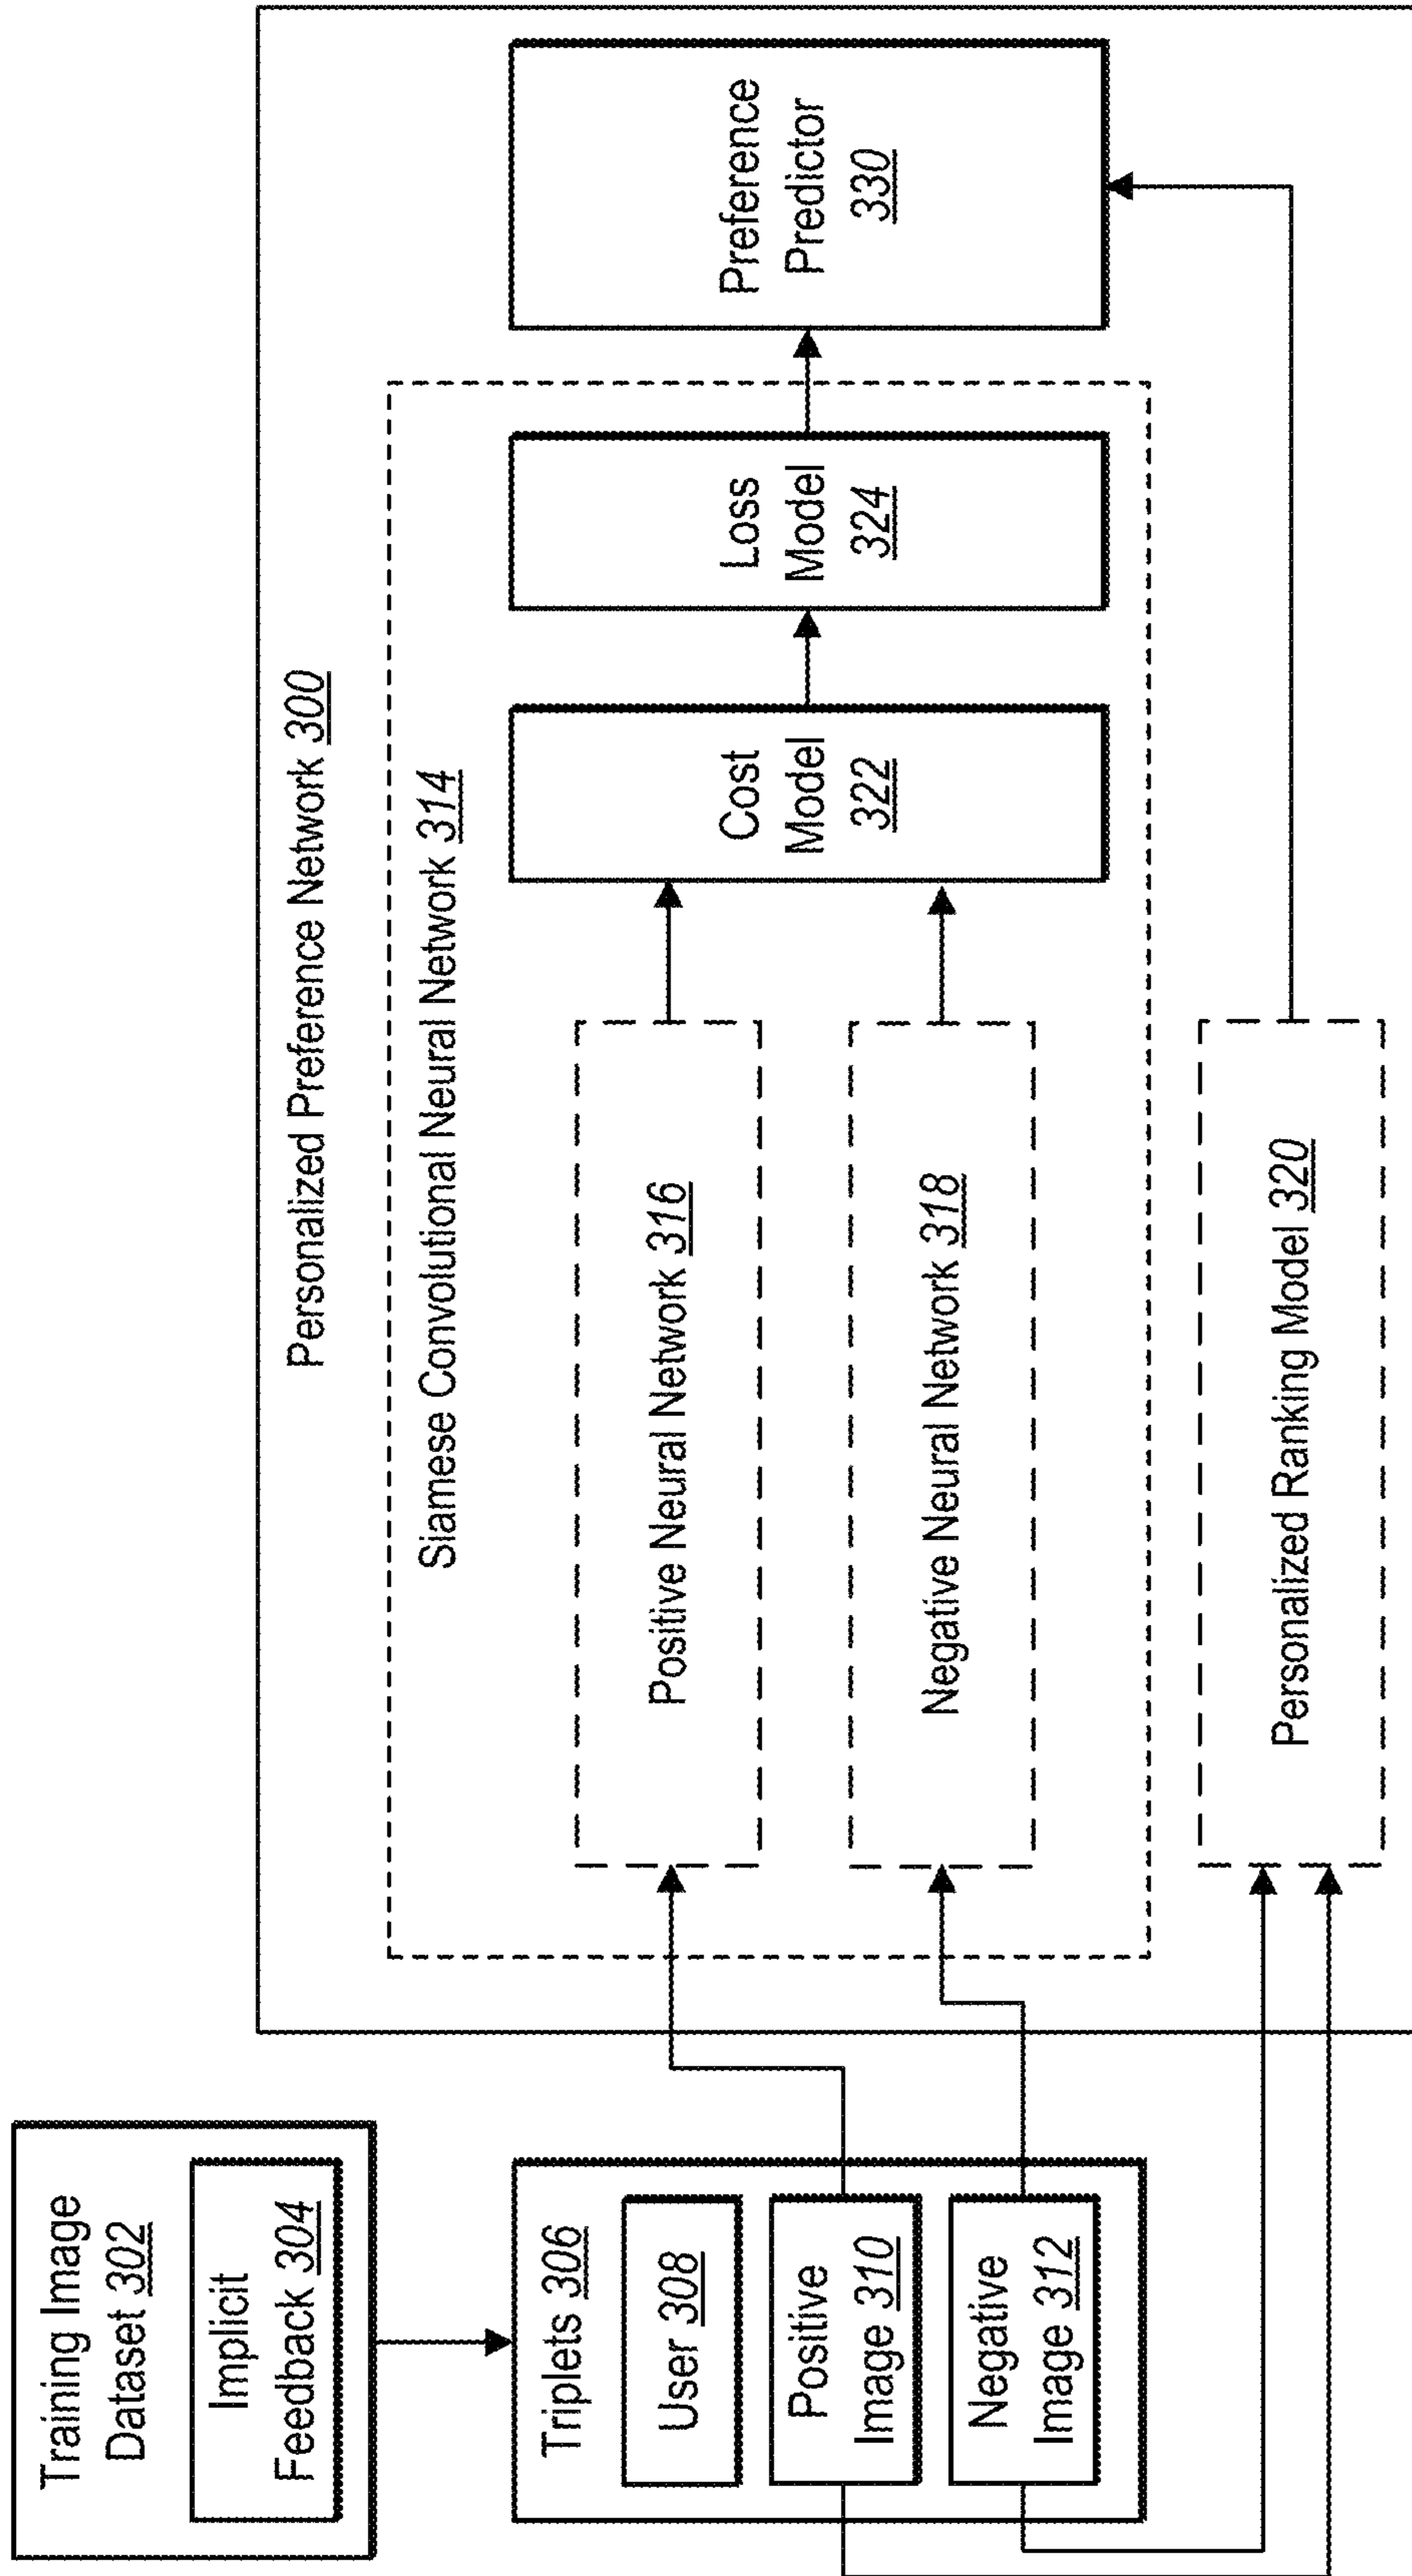 Training Image
Dataset 302
Implicit
Feedback 304
Triplets 306
User 308
Positive
Image 310
Negative
Image 312
Personalized Preference Network 300
Siamese Convolutional Neural Network 314
Positive Neural Network 316
Negative Neural Network 318
Personalized Ranking Model 320
Cost
Model
322
Loss
Model
324
Preference
Predictor
330